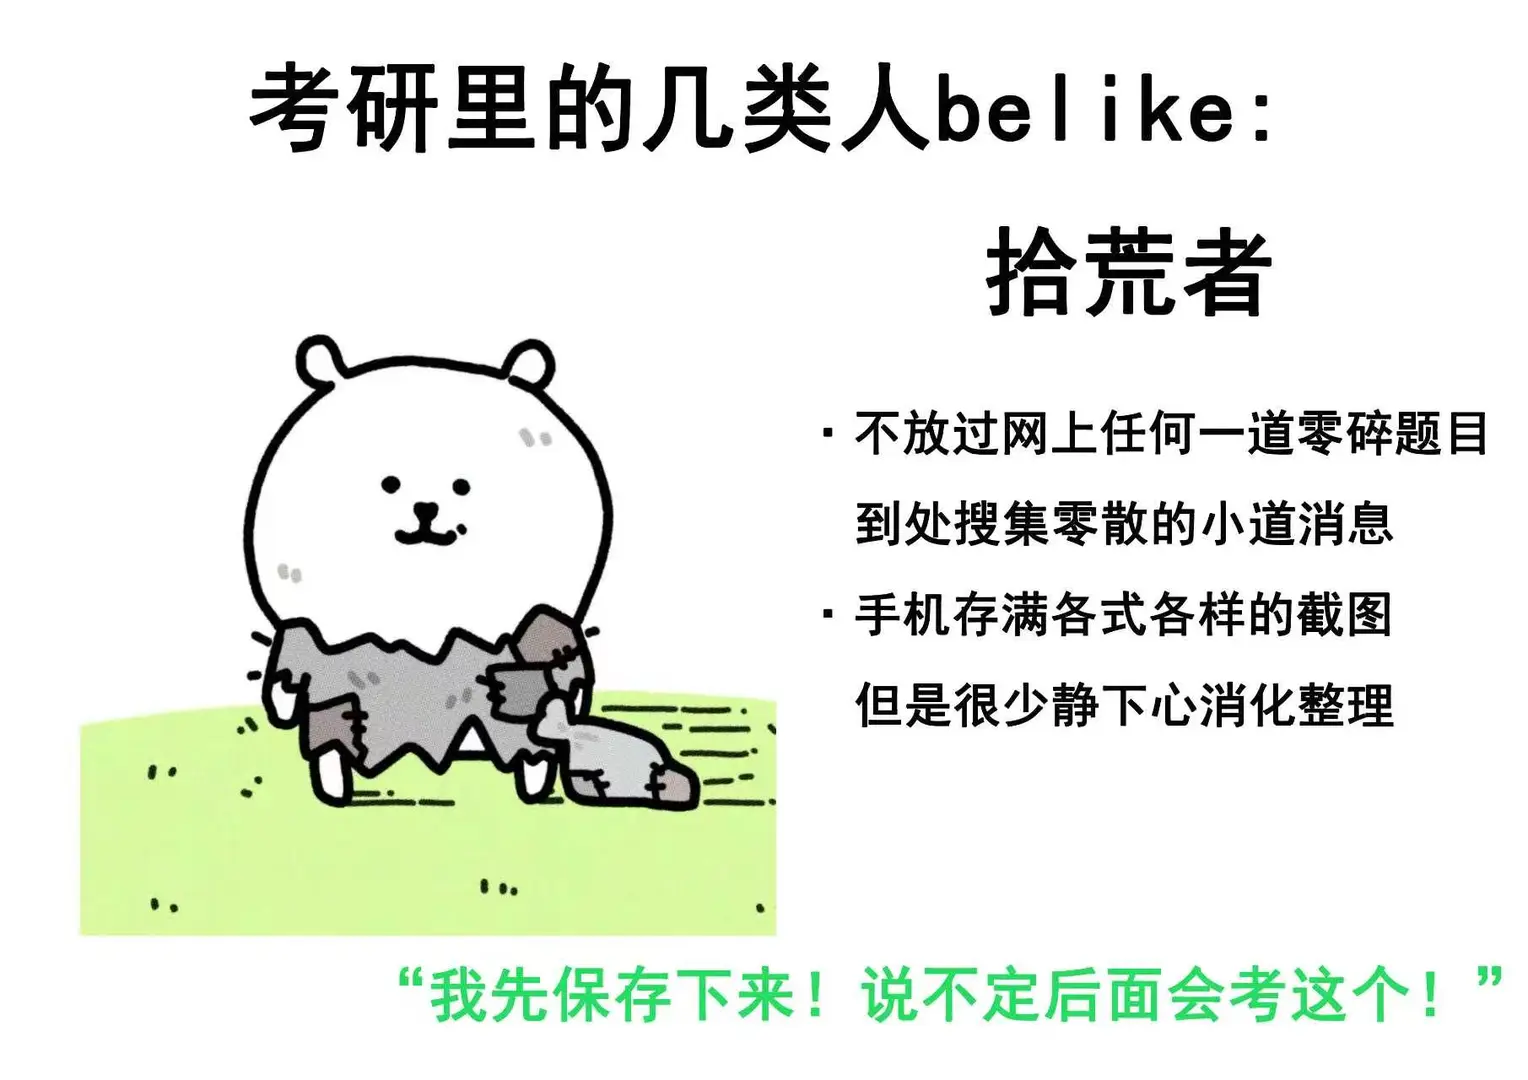 考研里的几类人belike:
拾荒者
·不放过网上任何一道零碎题目
到处搜集零散的小道消息
·手机存满各式各样的截图
但是很少静下心消化整理
“我先保存下来！说不定后面会考这个！”